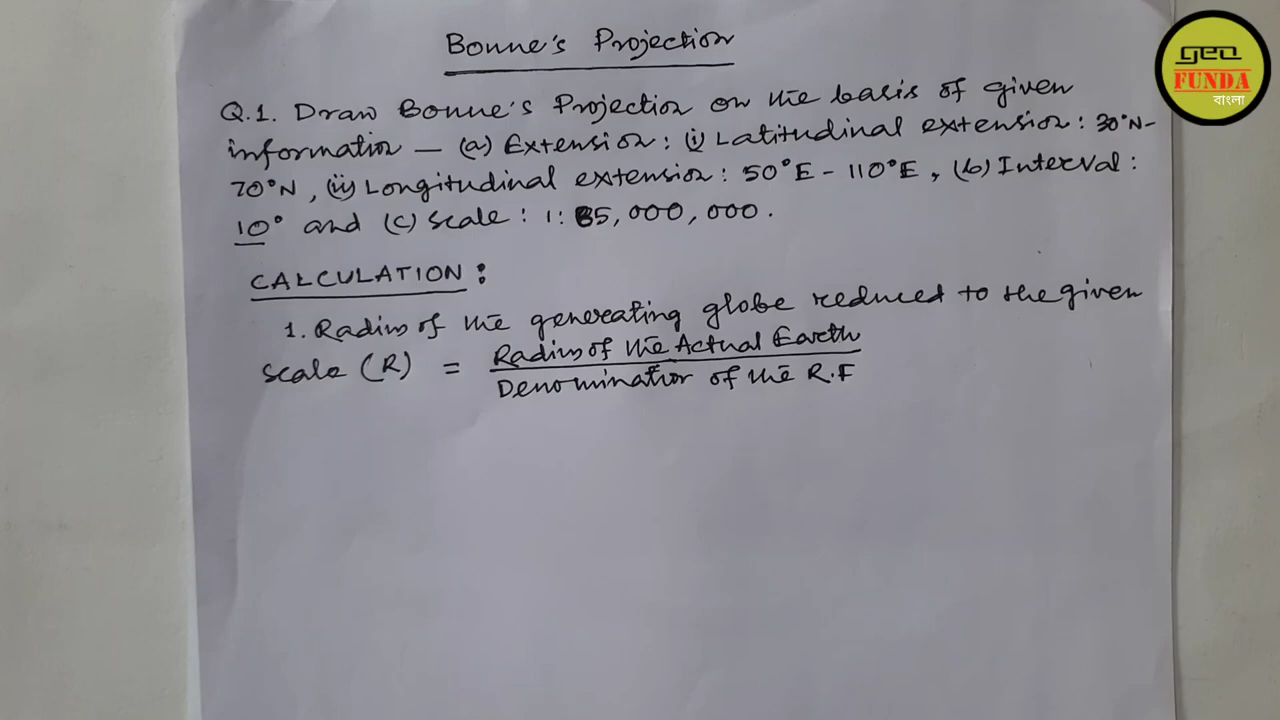 Bonne's Projection
Q.1. Draw Bonne's Projection on the basis of given
information — (a) Extension: (i) Latitudinal extension: 30°N-
70°N, (ii) Longitudinal extension: 50°E - 110°E, (b) Interval:
10° and (c) Scale: 1: 85,000,000.
CALCULATION:
1. Radius of the generating globe reduced to the given
scale (R) = Radius of the Actual Earth
Denominator of the R.F
geo
FUNDA
বাংলা